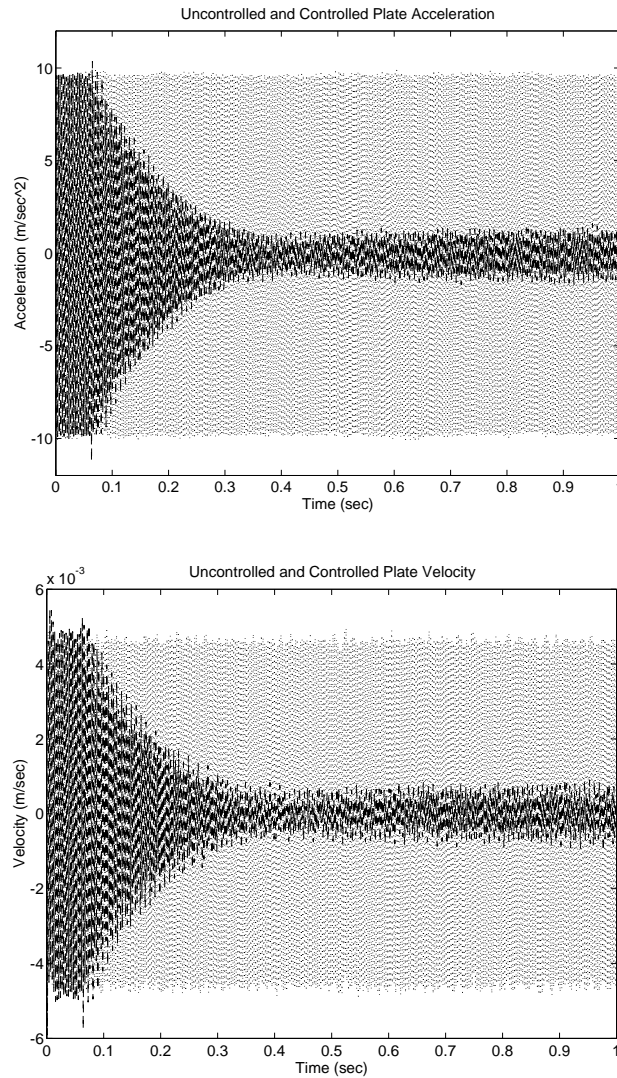 Uncontrolled and Controlled Plate Acceleration
10
5
0
-5
-10
Acceleration (m/sec^2)
0 0.1 0.2 0.3 0.4 0.5 0.6 0.7 0.8 0.9 1
Time (sec)
Uncontrolled and Controlled Plate Velocity
x 10^-3
6
4
2
0
-2
-4
-6
Velocity (m/sec)
0 0.1 0.2 0.3 0.4 0.5 0.6 0.7 0.8 0.9 1
Time (sec)